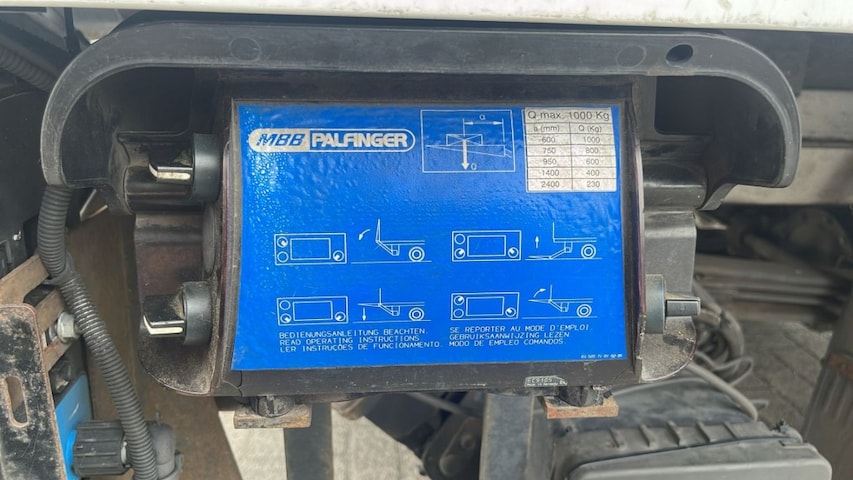 MBB PALFINGER
a
Q
Q max. 1000 Kg
a (mm) Q (Kg)
600 1000
750 800
950 600
1400 400
2400 230
BEDIENUNGSANLEITUNG BEACHTEN.
READ OPERATING INSTRUCTIONS
LER INSTRUÇÕES DE FUNCIONAMENTO.
SE REPORTER AU MODE D'EMPLOI.
GEBRUIKSAANWIJZING LEZEN.
MODO DE EMPLEO COMANDOS.